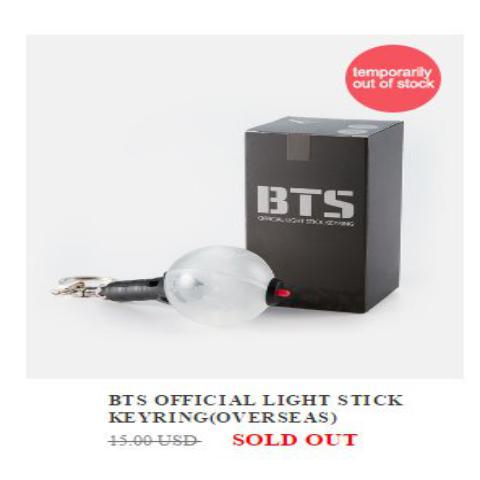 temporarily
out of stock
BTS
OFFICIAL LIGHT STICK KEYRING
BTS OFFICIAL LIGHT STICK
KEYRING(OVERSEAS)
15.00 USD SOLD OUT